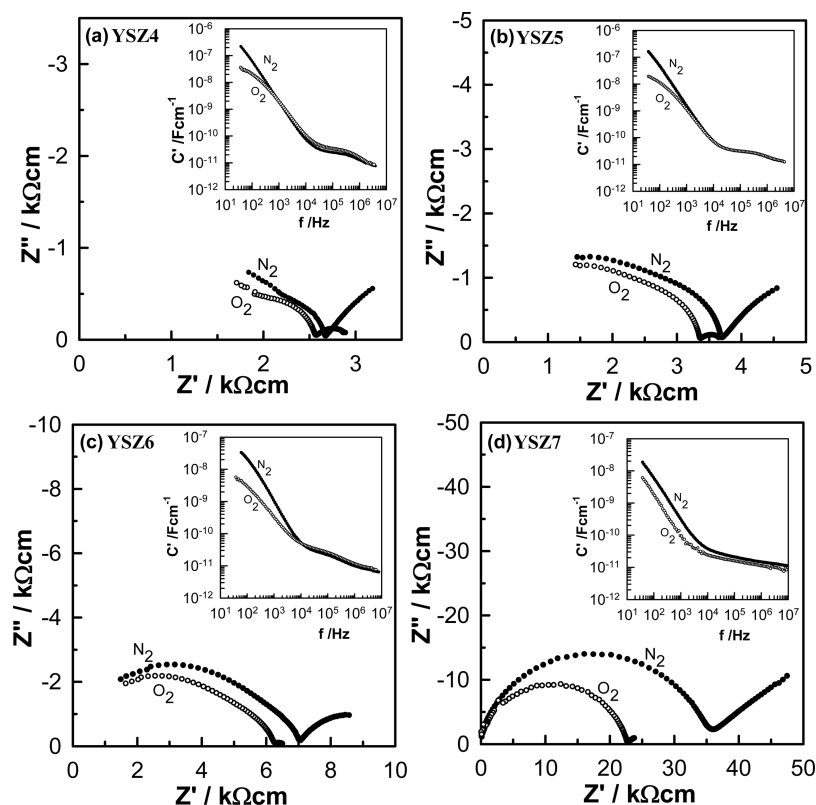 (a) YSZ4
-3
-2
-1
0
0
1
2
3
Z'' / kΩcm
Z' / kΩcm
N2
O2
10-7
10-8
10-9
10-10
10-11
10-12
C' /Fcm-1
N2
O2
101 102 103 104 105 106 107
f /Hz
(b) YSZ5
-5
-4
-3
-2
-1
0
0
1
2
3
4
5
Z'' / kΩcm
Z' / kΩcm
N2
O2
10-6
10-7
10-8
10-9
10-10
10-11
10-12
C' /Fcm-1
N2
O2
101 102 103 104 105 106 107
f /Hz
(c) YSZ6
-10
-8
-6
-4
-2
0
0
2
4
6
8
10
Z'' / kΩcm
Z' / kΩcm
N2
O2
10-7
10-8
10-9
10-10
10-11
10-12
C' /Fcm-1
N2
O2
101 102 103 104 105 106 107
f /Hz
(d) YSZ7
-50
-40
-30
-20
-10
0
0
10
20
30
40
50
Z'' / kΩcm
Z' / kΩcm
N2
O2
10-7
10-8
10-9
10-10
10-11
10-12
C' /Fcm-1
N2
O2
101 102 103 104 105 106 107
f /Hz